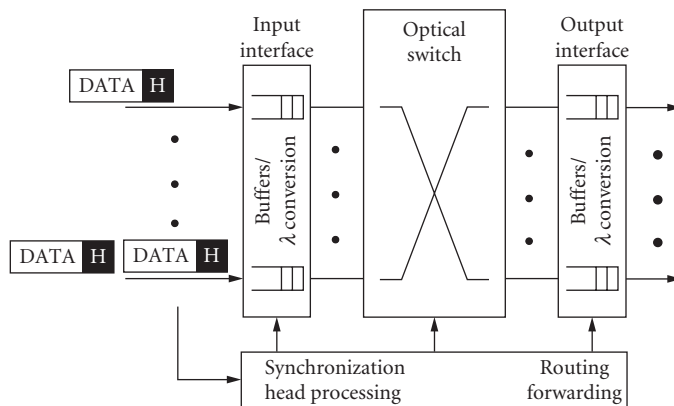 Input
interface
Optical
switch
Output
interface
DATA H
Buffers/
λ conversion
Buffers/
λ conversion
DATA H DATA H
Synchronization
head processing
Routing
forwarding